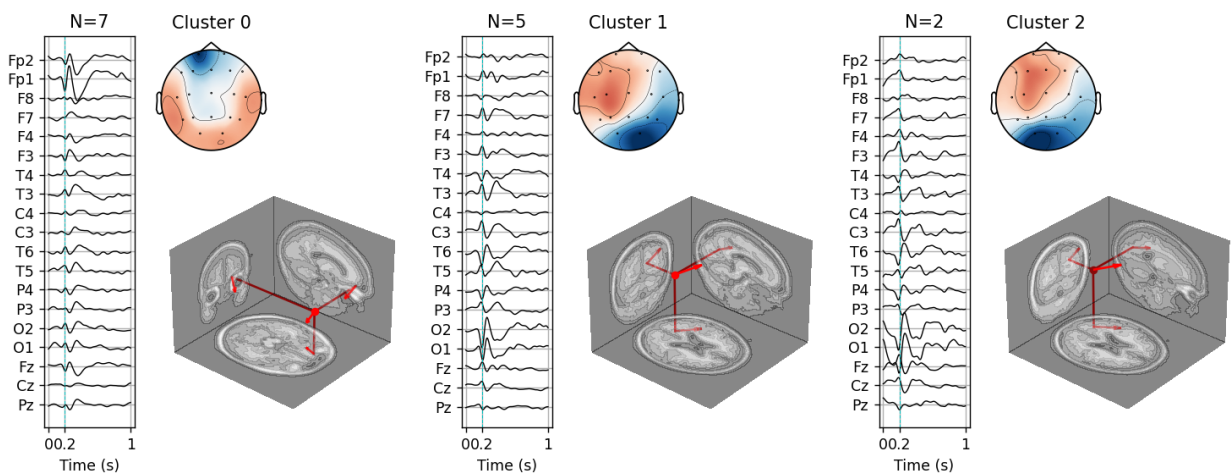 N=7 Cluster 0
Fp2
Fp1
F8
F7
F4
F3
T4
T3
C4
C3
T6
T5
P4
P3
O2
O1
Fz
Cz
Pz
00.2 1
Time (s)
N=5 Cluster 1
Fp2
Fp1
F8
F7
F4
F3
T4
T3
C4
C3
T6
T5
P4
P3
O2
O1
Fz
Cz
Pz
00.2 1
Time (s)
N=2 Cluster 2
Fp2
Fp1
F8
F7
F4
F3
T4
T3
C4
C3
T6
T5
P4
P3
O2
O1
Fz
Cz
Pz
00.2 1
Time (s)